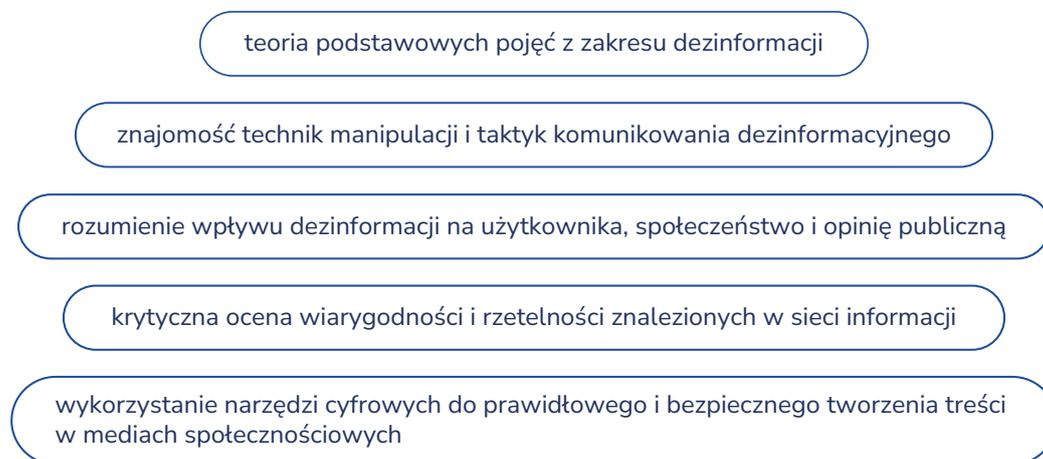 teoria podstawowych pojęć z zakresu dezinformacji
znajomość technik manipulacji i taktyk komunikowania dezinformacyjnego
rozumienie wpływu dezinformacji na użytkownika, społeczeństwo i opinię publiczną
krytyczna ocena wiarygodności i rzetelności znalezionych w sieci informacji
wykorzystanie narzędzi cyfrowych do prawidłowego i bezpiecznego tworzenia treści
w mediach społecznościowych